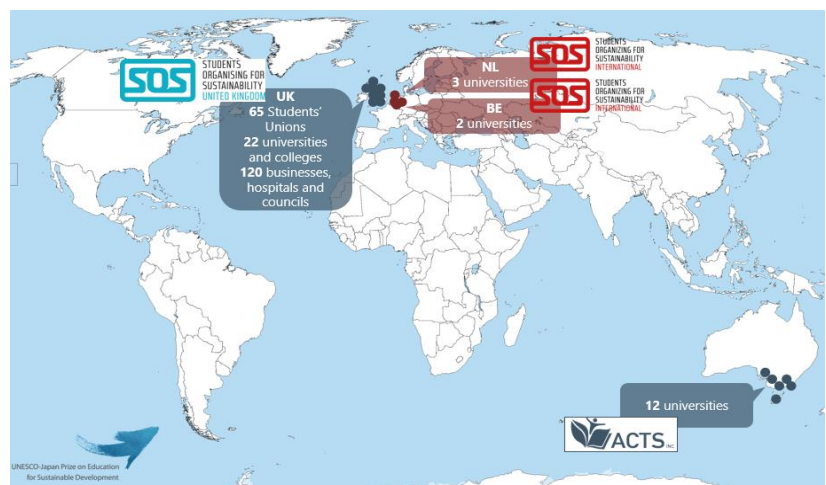 SOS
STUDENTS
ORGANISING FOR
SUSTAINABILITY
UNITED KINGDOM
UK
65 Students'
Unions
22 universities
and colleges
120 businesses,
hospitals and
councils
NL
3 universities
SOS
STUDENTS
ORGANIZING FOR
SUSTAINABILITY
INTERNATIONAL
BE
2 universities
SOS
STUDENTS
ORGANIZING FOR
SUSTAINABILITY
INTERNATIONAL
12 universities
ACTS INC
UNESCO-Japan Prize on Education
for Sustainable Development